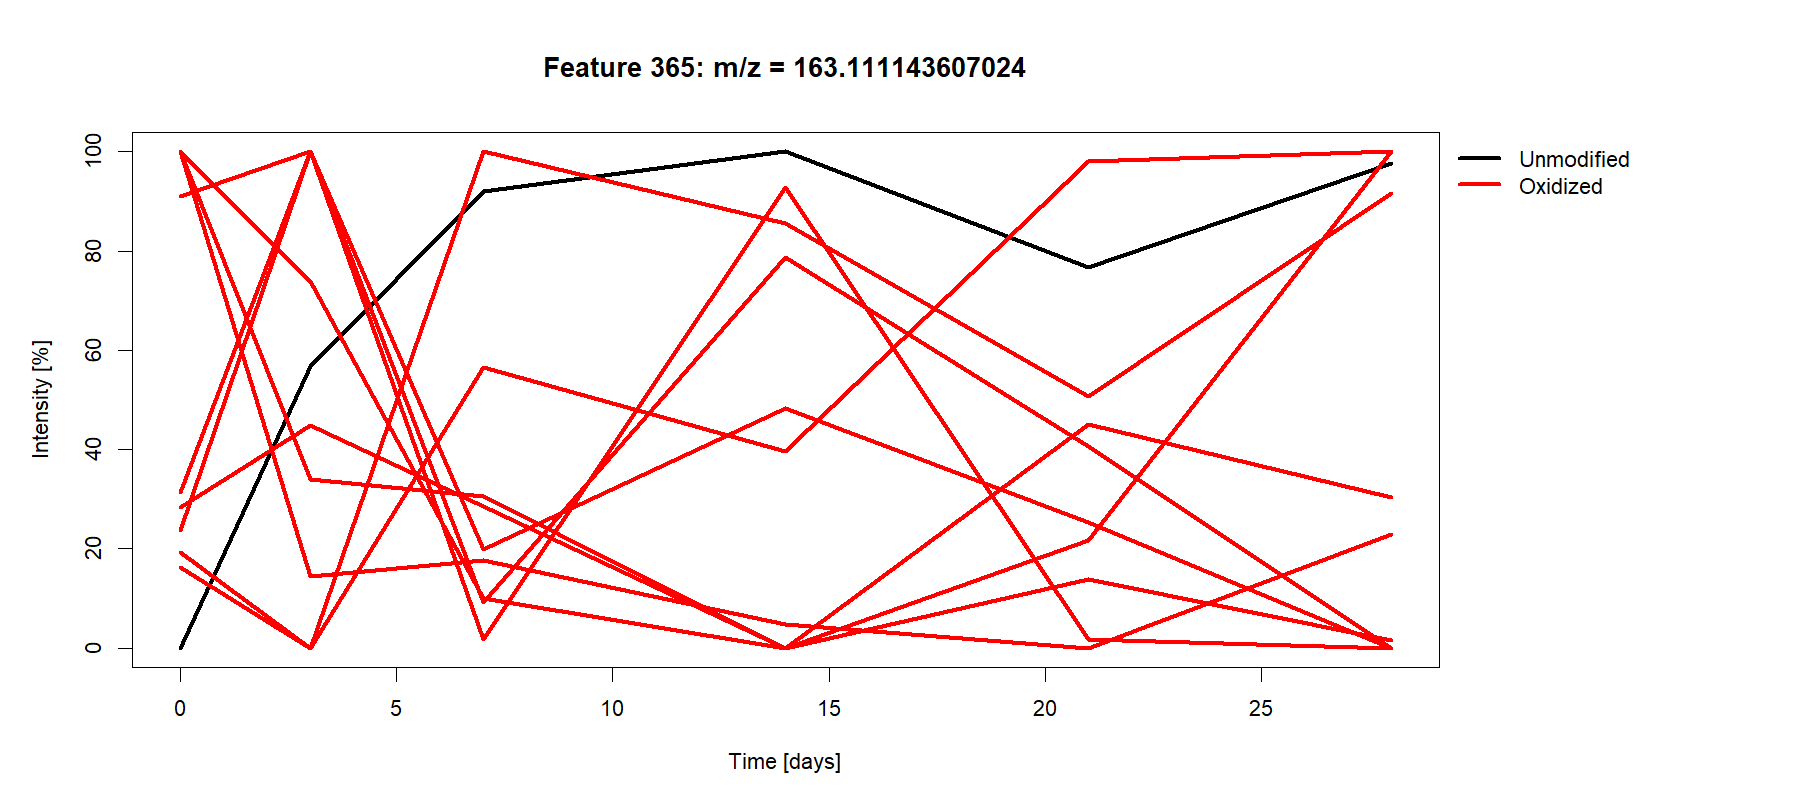 Feature 365: m/z = 163.111143607024
Unmodified
Oxidized
Intensity [%]
100
80
60
40
20
0
0 5 10 15 20 25
Time [days]